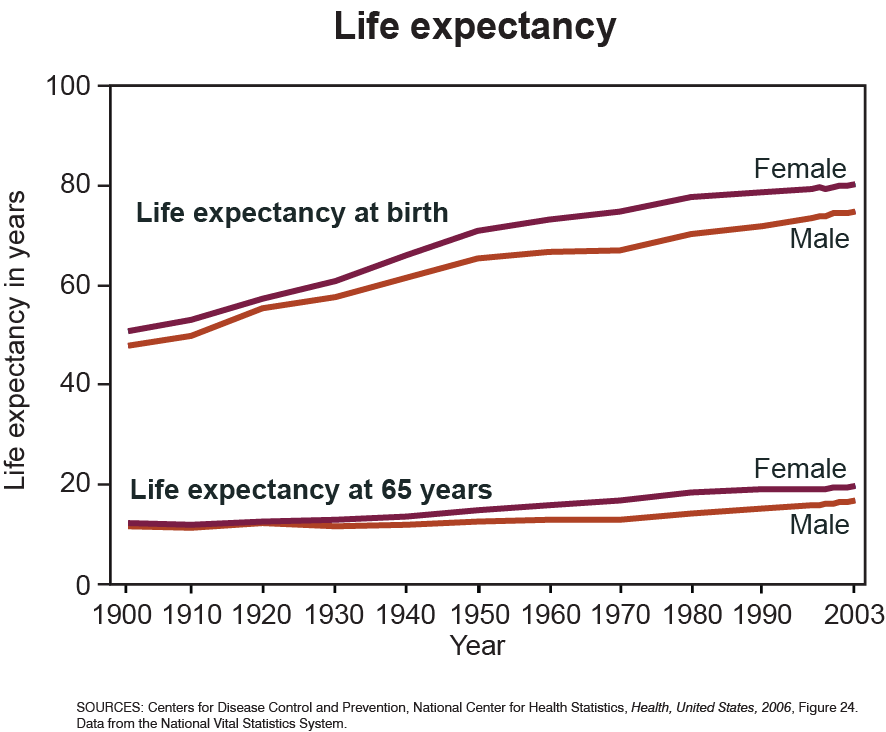 Life expectancy
Life expectancy in years
100
80
60
40
20
0
Female
Life expectancy at birth
Male
Female
Life expectancy at 65 years
Male
1900 1910 1920 1930 1940 1950 1960 1970 1980 1990 2003
Year
SOURCES: Centers for Disease Control and Prevention, National Center for Health Statistics, Health, United States, 2006, Figure 24.
Data from the National Vital Statistics System.